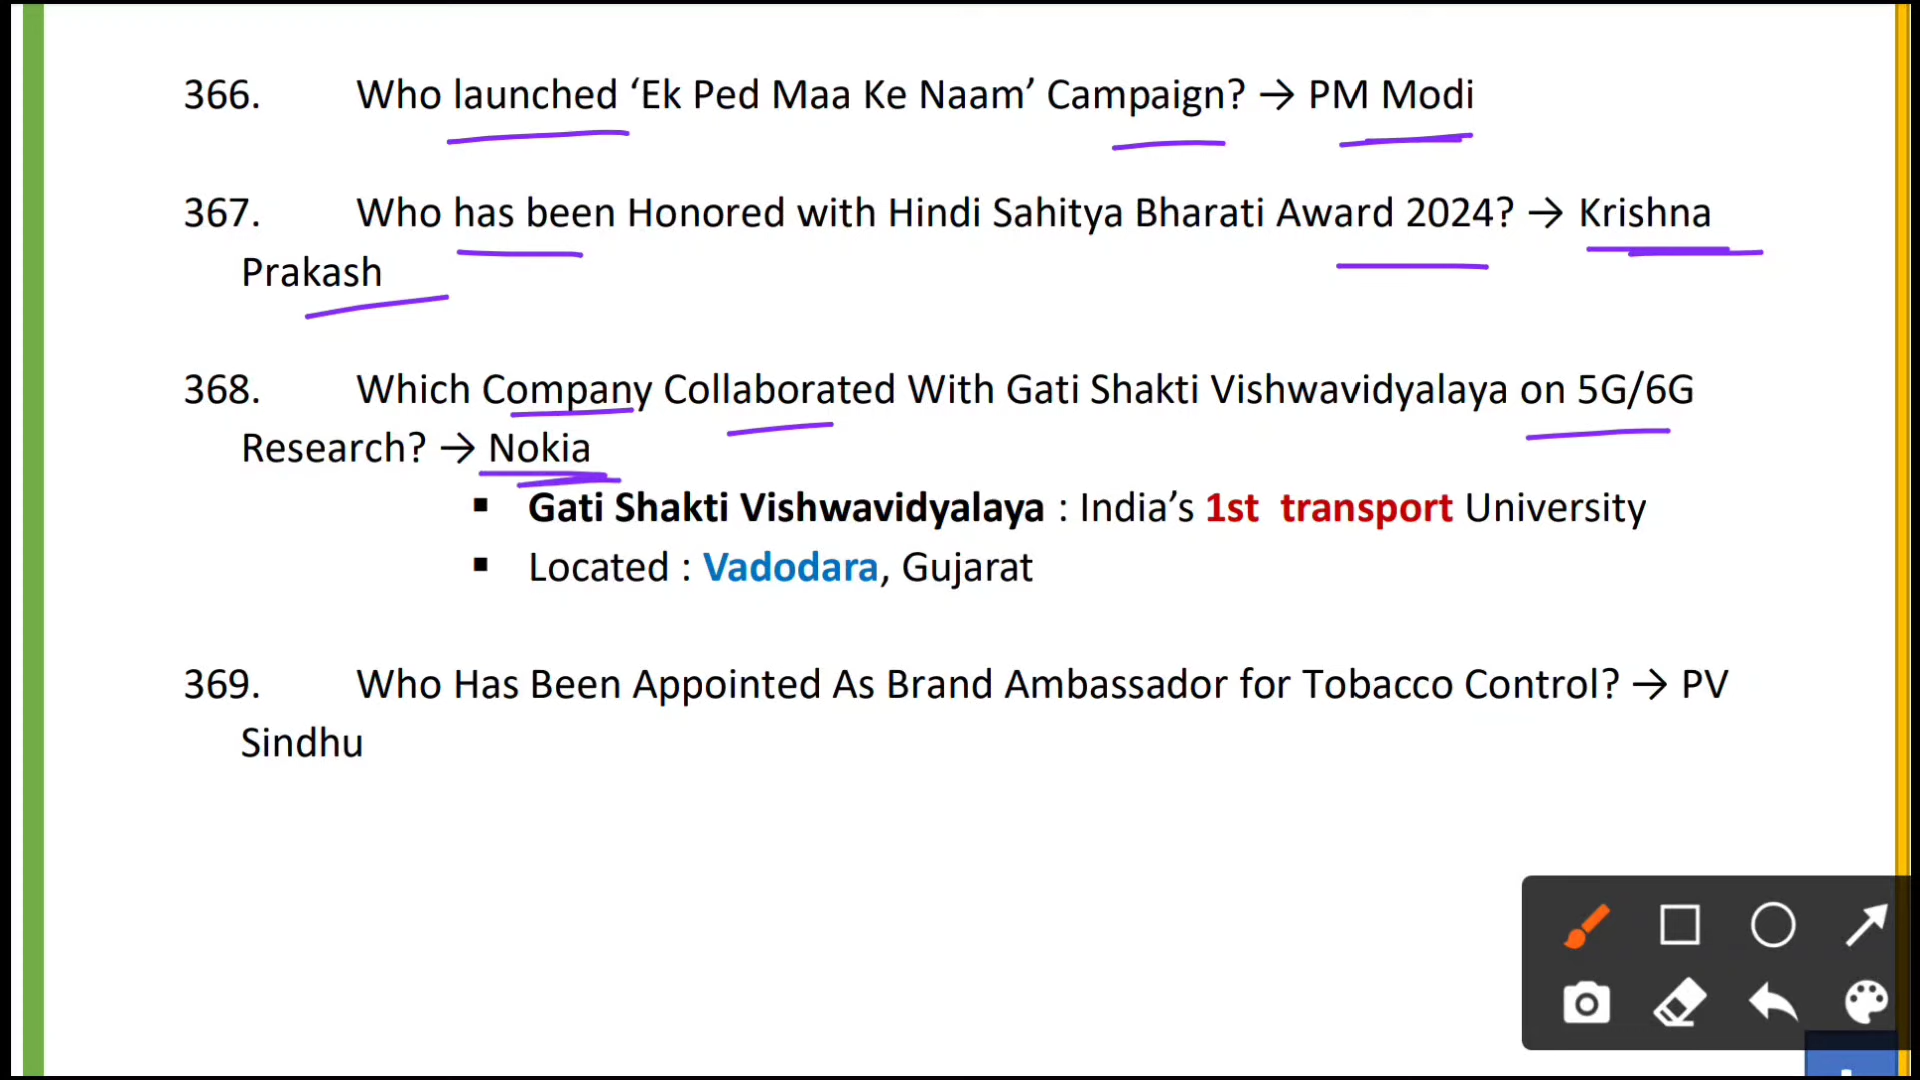 366. Who launched ‘Ek Ped Maa Ke Naam’ Campaign? → PM Modi
367. Who has been Honored with Hindi Sahitya Bharati Award 2024? → Krishna
Prakash
368. Which Company Collaborated With Gati Shakti Vishwavidyalaya on 5G/6G
Research? → Nokia
▪ Gati Shakti Vishwavidyalaya : India’s 1st transport University
▪ Located : Vadodara, Gujarat
369. Who Has Been Appointed As Brand Ambassador for Tobacco Control? → PV
Sindhu